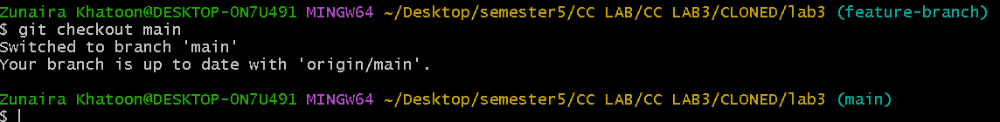 Zunaira Khatoon@DESKTOP-ON7U491 MINGW64 ~/Desktop/semester5/CC LAB/CC LAB3/CLONED/lab3 (feature-branch)
$ git checkout main
Switched to branch 'main'
Your branch is up to date with 'origin/main'.
Zunaira Khatoon@DESKTOP-ON7U491 MINGW64 ~/Desktop/semester5/CC LAB/CC LAB3/CLONED/lab3 (main)
$